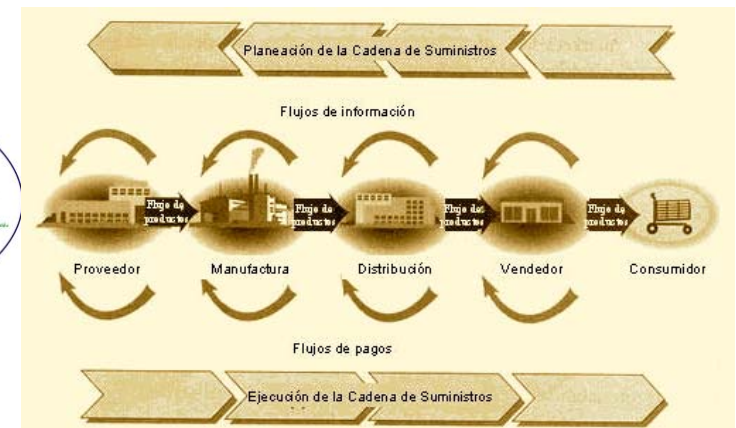 Planeación de la Cadena de Suministros
Flujos de información
Flujo de
productos
Flujo de
productos
Flujo de
productos
Flujo de
productos
Proveedor
Manufactura
Distribución
Vendedor
Consumidor
Flujos de pagos
Ejecución de la Cadena de Suministros